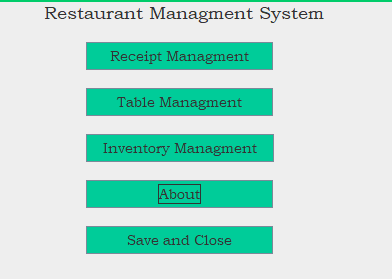 Restaurant Managment System
Receipt Managment
Table Managment
Inventory Managment
About
Save and Close